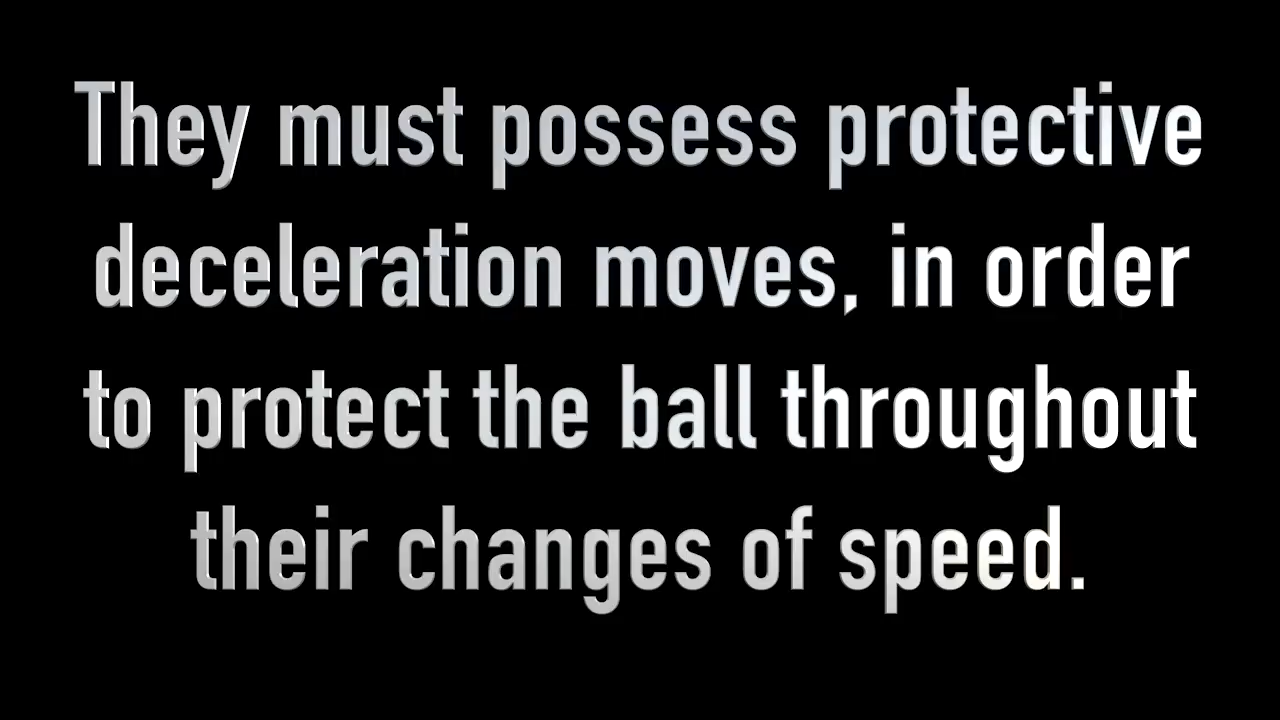 They must possess protective
deceleration moves, in order
to protect the ball throughout
their changes of speed.